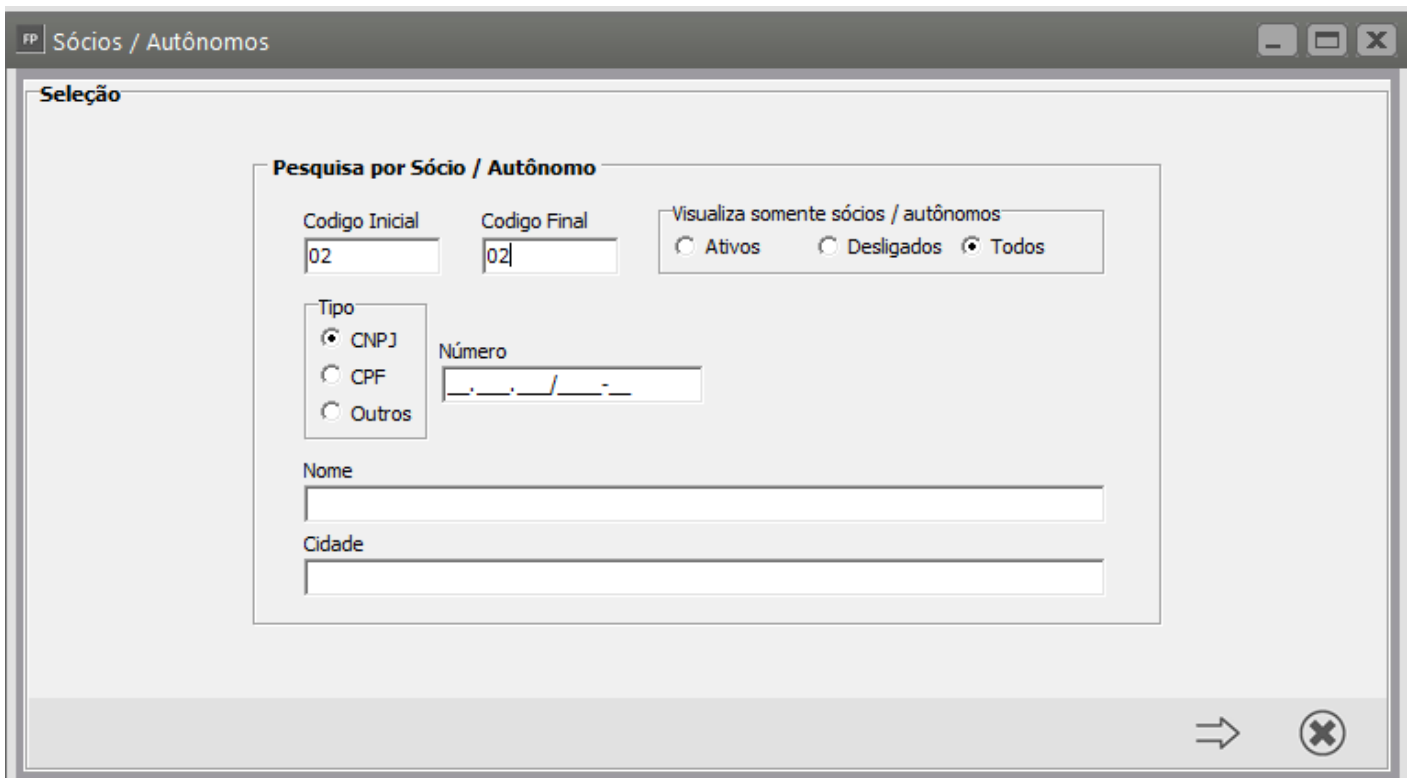 FP Sócios / Autônomos
Seleção
Pesquisa por Sócio / Autônomo
Codigo Inicial
Codigo Final
Visualiza somente sócios / autônomos
02
02
Ativos
Desligados
Todos
Tipo
CNPJ
CPF
Outros
Número
__.___.___/____-__
Nome
Cidade